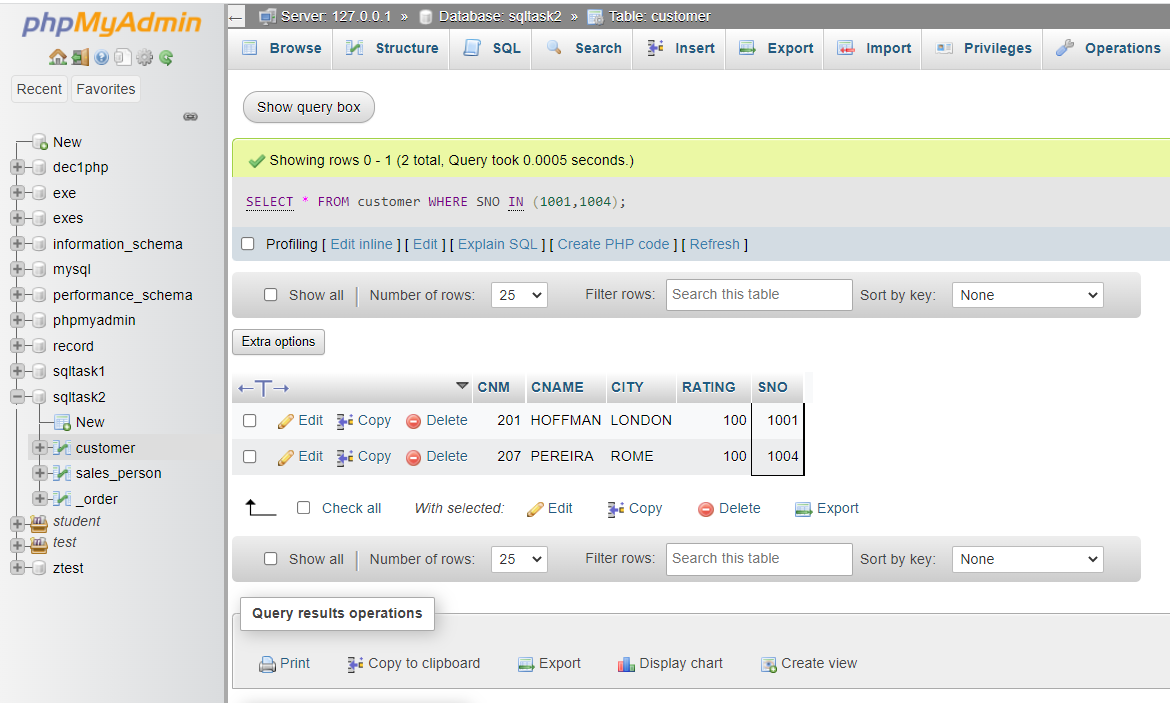 phpMyAdmin
Recent Favorites
New
dec1php
exe
exes
information_schema
mysql
performance_schema
phpmyadmin
record
sqltask1
sqltask2
New
customer
sales_person
_order
student
test
ztest
Server: 127.0.0.1 » Database: sqltask2 » Table: customer
Browse Structure SQL Search Insert Export Import Privileges Operations
Show query box
Showing rows 0 - 1 (2 total, Query took 0.0005 seconds.)
SELECT * FROM customer WHERE SNO IN (1001,1004);
Profiling [ Edit inline ] [ Edit ] [ Explain SQL ] [ Create PHP code ] [ Refresh ]
Show all Number of rows: 25 Filter rows: Search this table Sort by key: None
Extra options
←T→ CNM CNAME CITY RATING SNO
Edit Copy Delete 201 HOFFMAN LONDON 100 1001
Edit Copy Delete 207 PEREIRA ROME 100 1004
Check all With selected: Edit Copy Delete Export
Show all Number of rows: 25 Filter rows: Search this table Sort by key: None
Query results operations
Print Copy to clipboard Export Display chart Create view